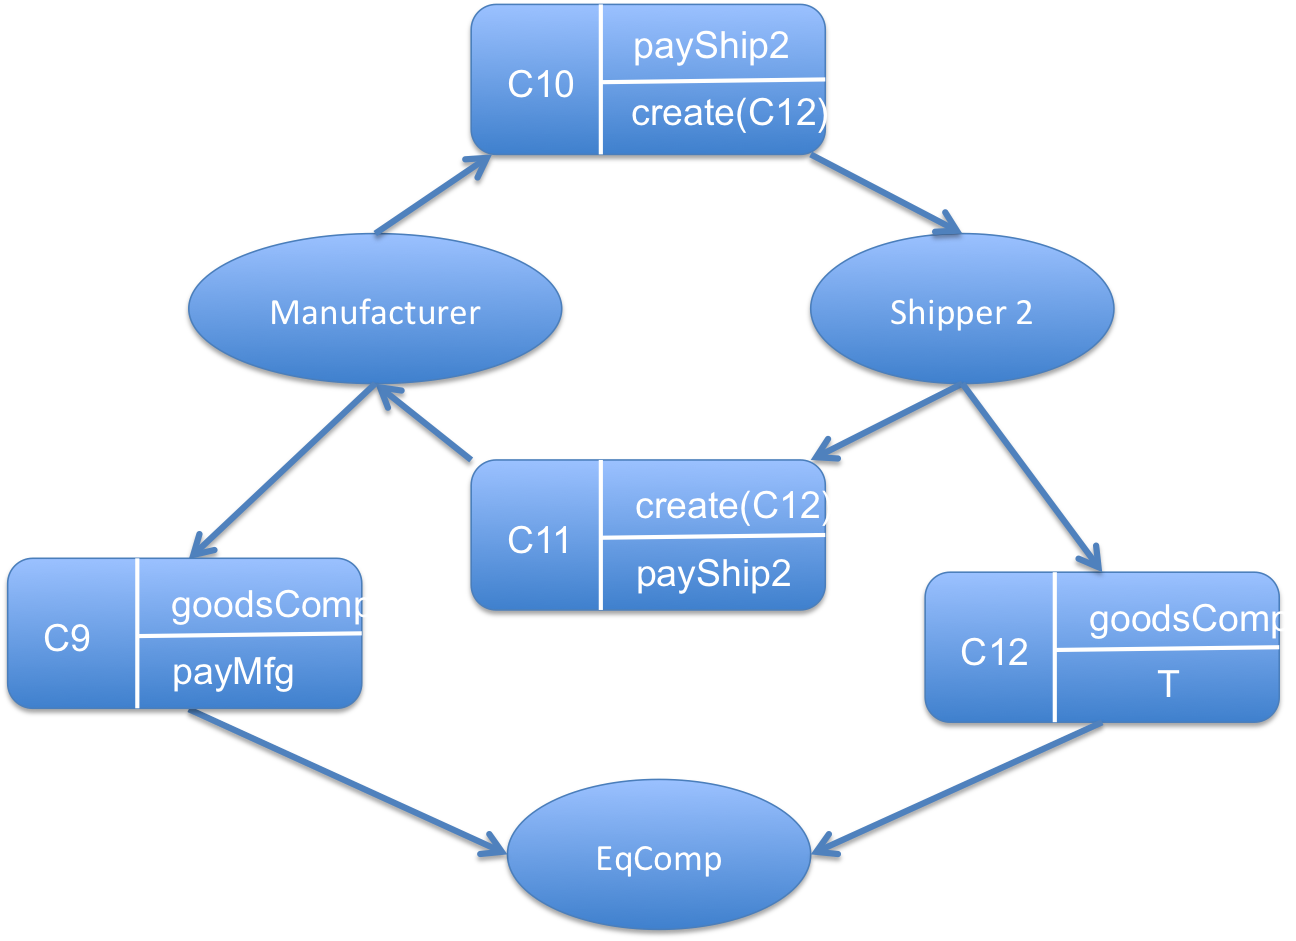 payShip2
C10
create(C12)
Manufacturer
Shipper 2
create(C12)
C11
payShip2
goodsComp
C9
payMfg
goodsComp
C12
T
EqComp